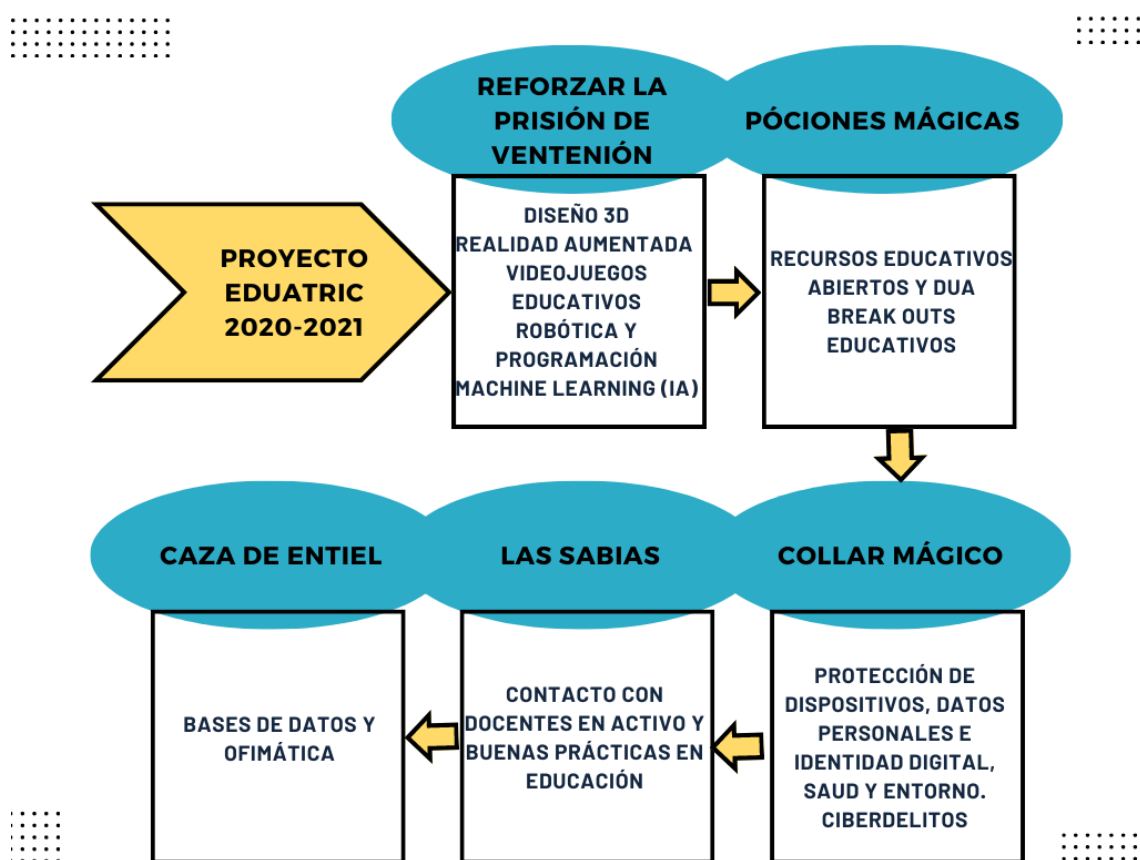 PROYECTO
EDUATRIC
2020-2021
REFORZAR LA
PRISIÓN DE
VENTENIÓN
DISEÑO 3D
REALIDAD AUMENTADA
VIDEOJUEGOS
EDUCATIVOS
ROBÓTICA Y
PROGRAMACIÓN
MACHINE LEARNING (IA)
PÓCIONES MÁGICAS
RECURSOS EDUCATIVOS
ABIERTOS Y DUA
BREAK OUTS
EDUCATIVOS
COLLAR MÁGICO
PROTECCIÓN DE
DISPOSITIVOS, DATOS
PERSONALES E
IDENTIDAD DIGITAL,
SAUD Y ENTORNO.
CIBERDELITOS
LAS SABIAS
CONTACTO CON
DOCENTES EN ACTIVO Y
BUENAS PRÁCTICAS EN
EDUCACIÓN
CAZA DE ENTIEL
BASES DE DATOS Y
OFIMÁTICA